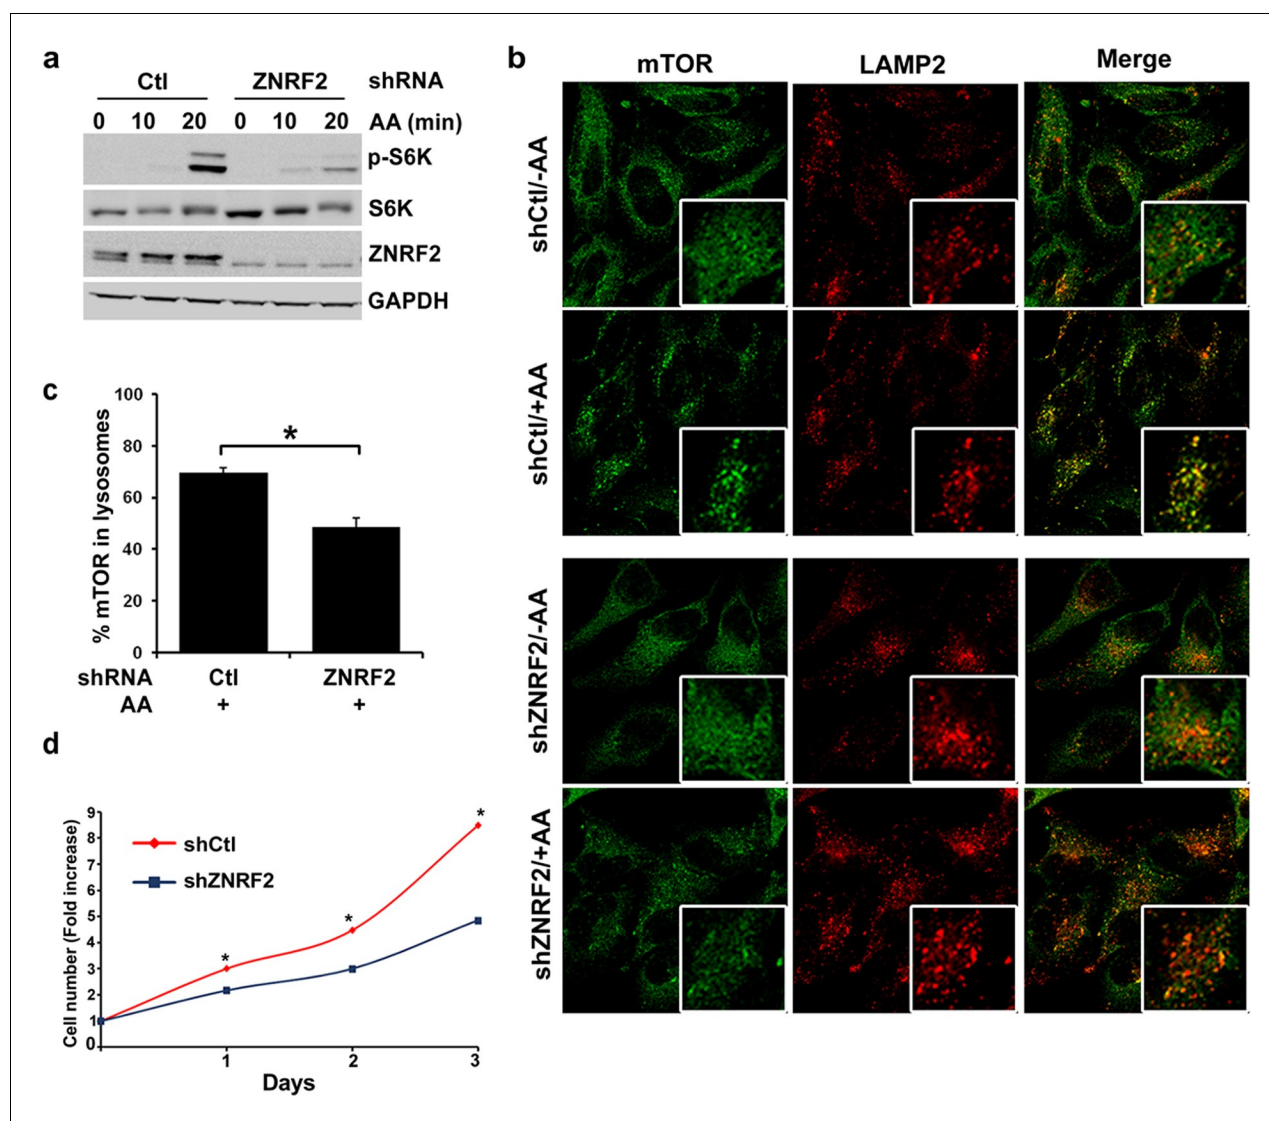 a
Ctl ZNRF2 shRNA
0 10 20 0 10 20 AA (min)
p-S6K
S6K
ZNRF2
GAPDH
b
mTOR LAMP2 Merge
shCtl/-AA
shCtl/+AA
shZNRF2/-AA
shZNRF2/+AA
c
% mTOR in lysosomes
100
80
60
40
20
0
*
shRNA Ctl ZNRF2
AA + +
d
Cell number (Fold increase)
9
8
7
6
5
4
3
2
1
0
shCtl
shZNRF2
* * *
1 2 3
Days